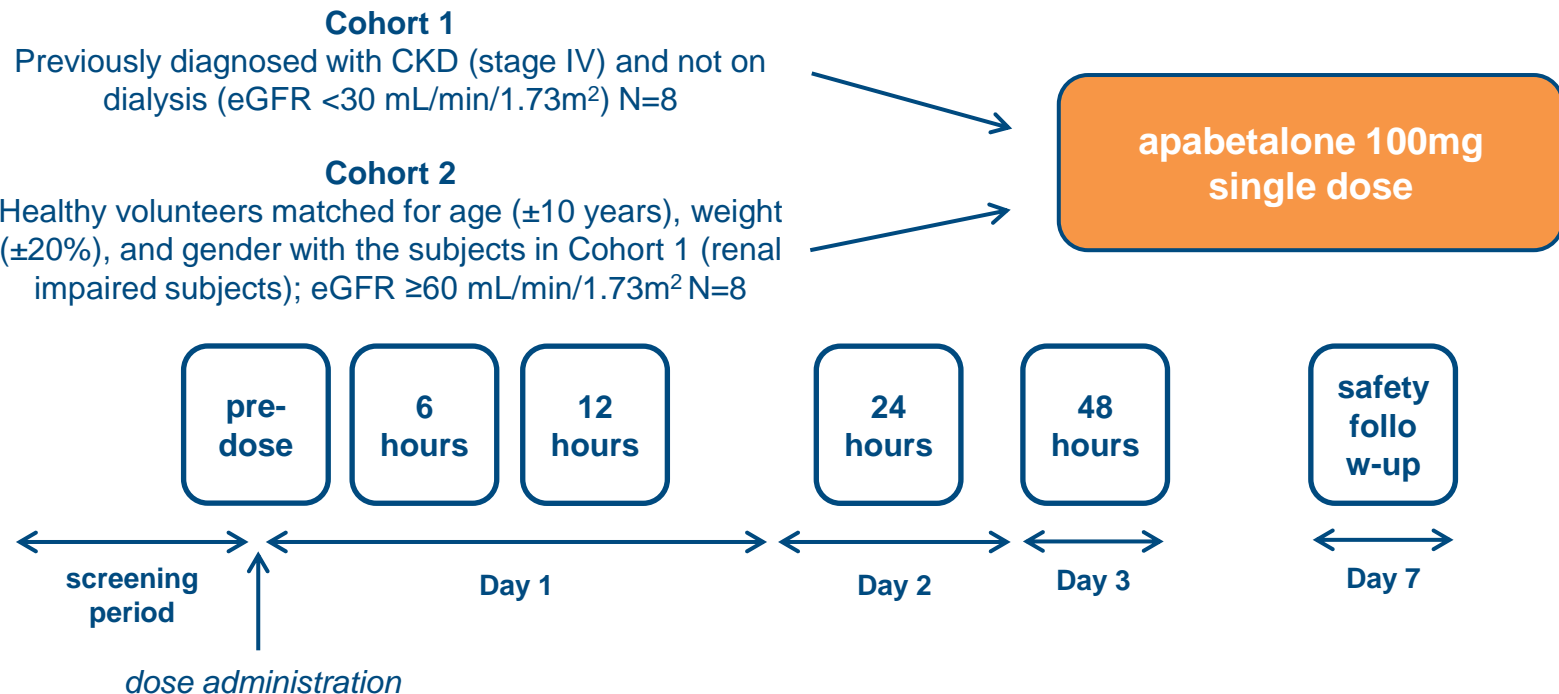 Cohort 1
Previously diagnosed with CKD (stage IV) and not on
dialysis (eGFR <30 mL/min/1.73m²) N=8
apabetalone 100mg
single dose
Cohort 2
Healthy volunteers matched for age (±10 years), weight
(±20%), and gender with the subjects in Cohort 1 (renal
impaired subjects); eGFR ≥60 mL/min/1.73m² N=8
pre-
dose
6
hours
12
hours
24
hours
48
hours
safety
follo
w-up
screening
period
Day 1
Day 2
Day 3
Day 7
dose administration